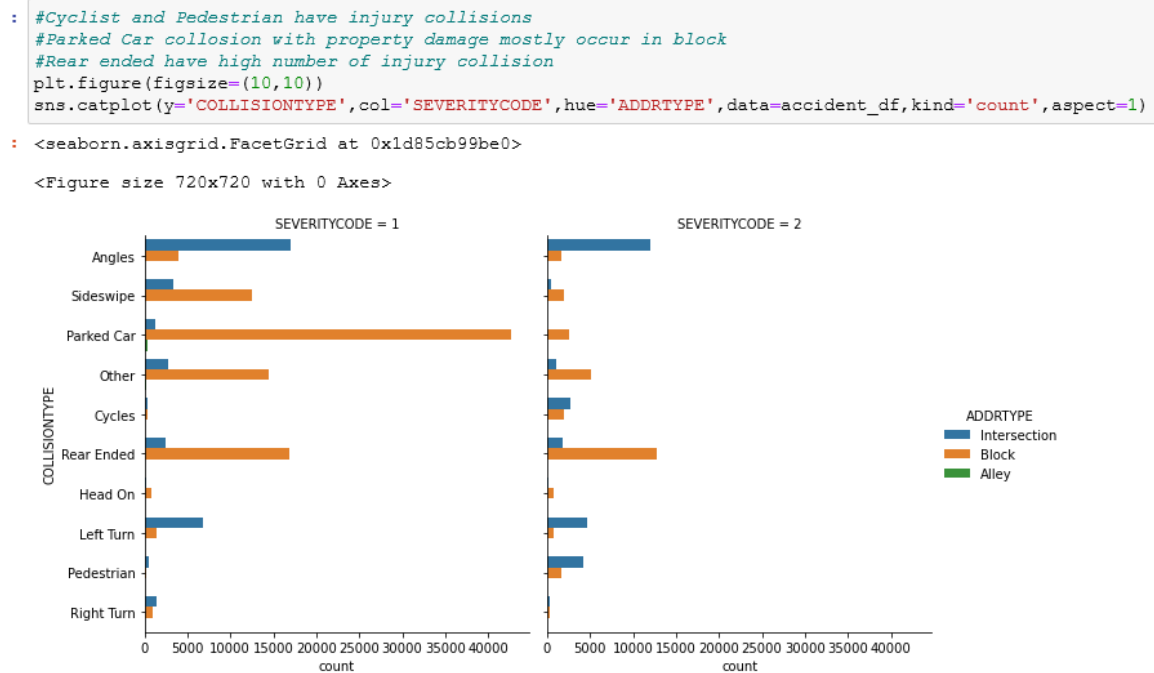 : #Cyclist and Pedestrian have injury collisions
#Parked Car collosion with property damage mostly occur in block
#Rear ended have high number of injury collision
plt.figure(figsize=(10,10))
sns.catplot(y='COLLISIONTYPE',col='SEVERITYCODE',hue='ADDRTYPE',data=accident_df,kind='count',aspect=1)
: <seaborn.axisgrid.FacetGrid at 0x1d85cb99be0>
<Figure size 720x720 with 0 Axes>
SEVERITYCODE = 1
SEVERITYCODE = 2
COLLISIONTYPE
Angles
Sideswipe
Parked Car
Other
Cycles
Rear Ended
Head On
Left Turn
Pedestrian
Right Turn
0 5000 10000 15000 20000 25000 30000 35000 40000
count
0 5000 10000 15000 20000 25000 30000 35000 40000
count
ADDRTYPE
Intersection
Block
Alley